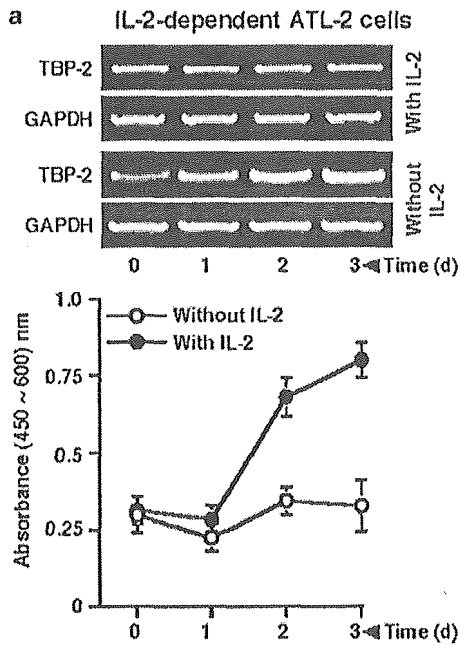 a
IL-2-dependent ATL-2 cells
TBP-2
GAPDH
With IL-2
TBP-2
GAPDH
Without
IL-2
0 1 2 3 Time (d)
Without IL-2
With IL-2
Absorbance (450 ~ 600) nm
1.0
0.75
0.5
0.25
0
0 1 2 3 Time (d)